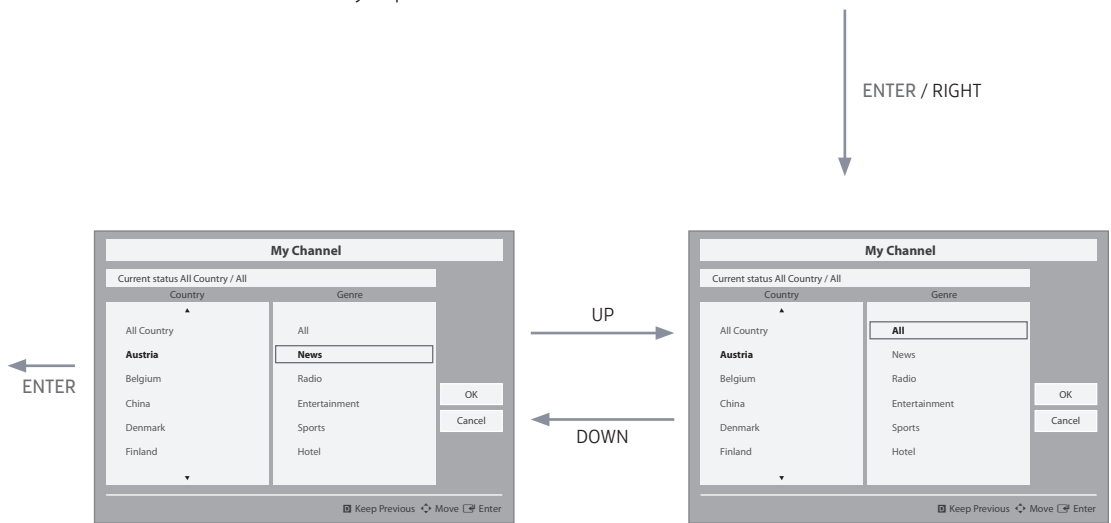 ENTER / RIGHT
My Channel
Current status All Country / All
Country Genre
All Country All
Austria News
Belgium Radio
China Entertainment
Denmark Sports
Finland Hotel
OK
Cancel
D Keep Previous Move Enter
ENTER
UP
DOWN
My Channel
Current status All Country / All
Country Genre
All Country All
Austria News
Belgium Radio
China Entertainment
Denmark Sports
Finland Hotel
OK
Cancel
D Keep Previous Move Enter